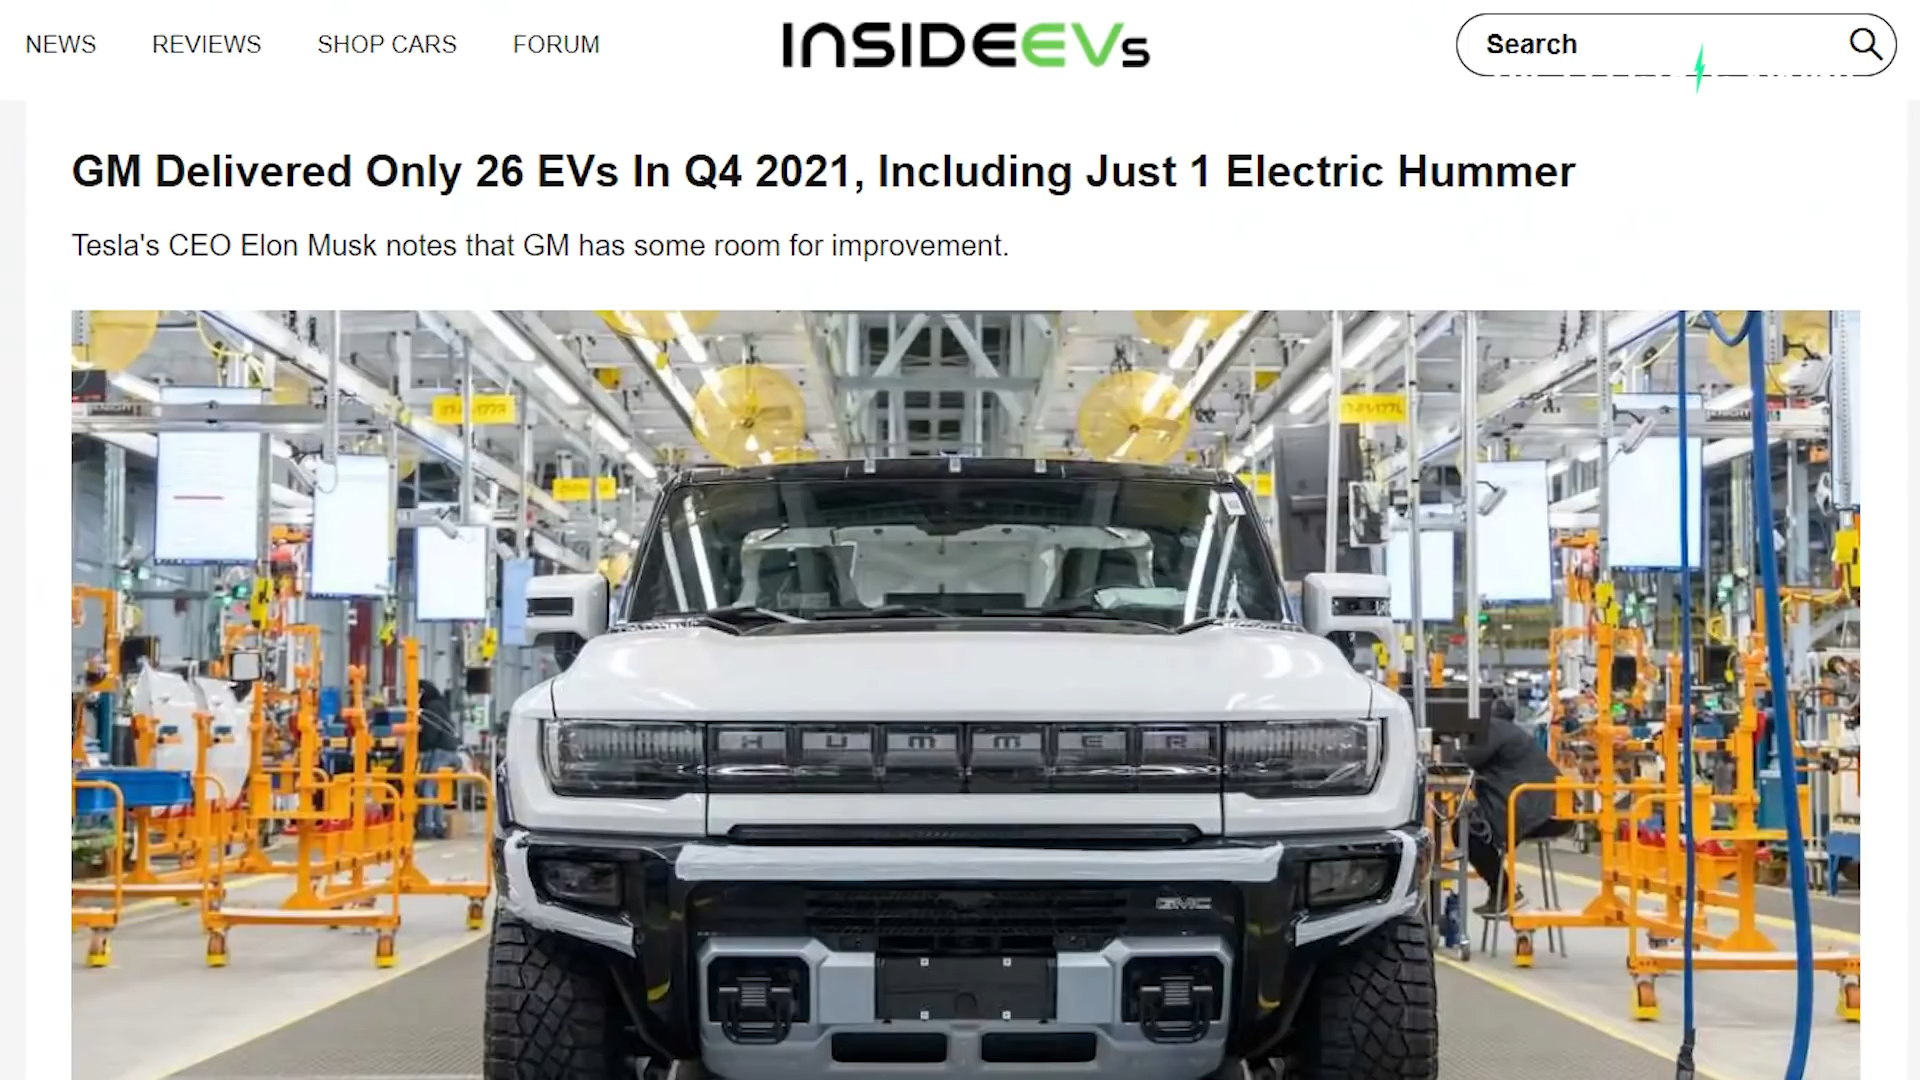 NEWS
REVIEWS
SHOP CARS
FORUM
INSIDEEVs
Search
GM Delivered Only 26 EVs In Q4 2021, Including Just 1 Electric Hummer
Tesla's CEO Elon Musk notes that GM has some room for improvement.
HUMMER
GMC